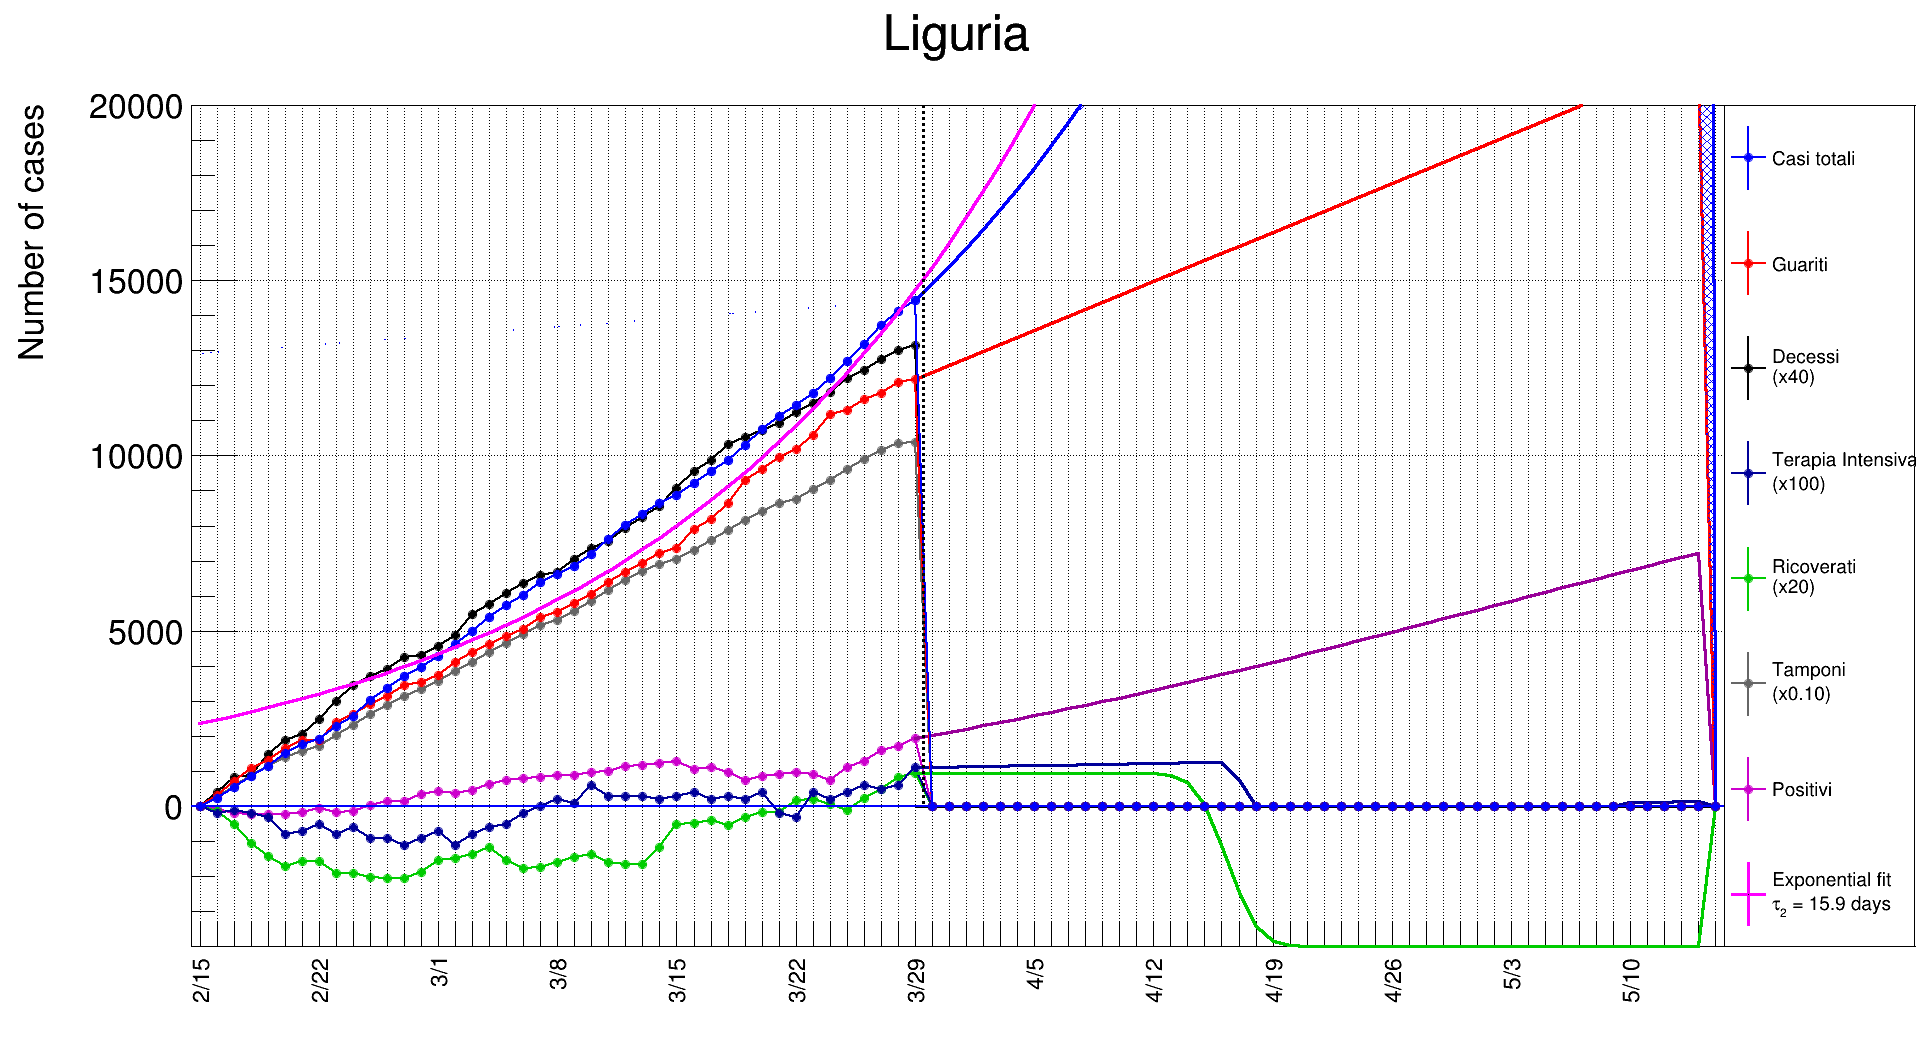 Liguria
Number of cases
20000
15000
10000
5000
0
2/15
2/22
3/1
3/8
3/15
3/22
3/29
4/5
4/12
4/19
4/26
5/3
5/10
Casi totali
Guariti
Decessi
(x40)
Terapia Intensiva
(x100)
Ricoverati
(x20)
Tamponi
(x0.10)
Positivi
Exponential fit
τ2 = 15.9 days